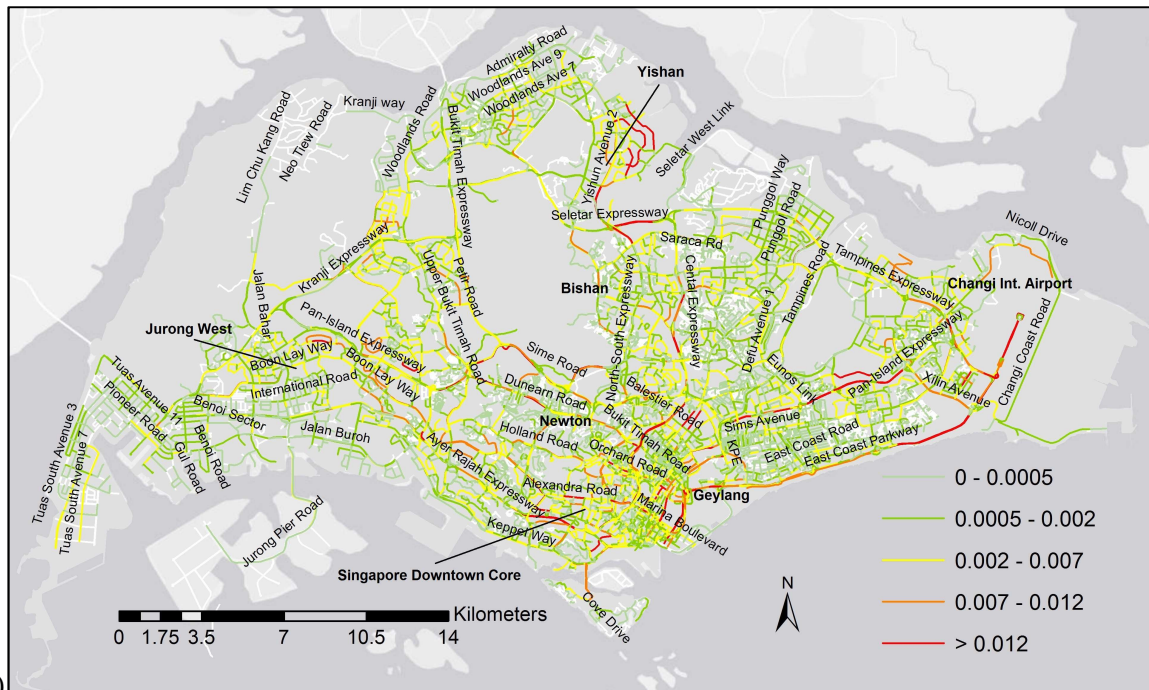 Admiralty Road
Woodlands Ave 9
Woodlands Ave 7
Yishan
Kranji way
Lim Chu Kang Road
Neo Tiew Road
Woodlands Road
Bukit Timah Expressway
Yishun Avenue 2
Seletar West Link
Seletar Expressway
Saraca Rd
Punggol Way
Punggol Road
Nicoll Drive
Tampines Expressway
Tampines Road
Changi Int. Airport
Changi Coast Road
Kranji Expressway
Jalan Bahar
Upper Bukit Timah Road
Petir Road
Bishan
North-South Expressway
Cental Expressway
Defu Avenue 1
Pan-Island Expressway
Jurong West
Pan-Island Expressway
Boon Lay Way
Boon Lay Way
Sime Road
Dunearn Road
Balestier Road
Eunos Link
Xilin Avenue
Tuas Avenue 11
Pioneer Road
International Road
Benoi Sector
Benoi Road
Gul Road
Jalan Buroh
Newton
Bukit Timah Road
Sims Avenue
KPE
East Coast Road
East Coast Parkway
Holland Road
Orchard Road
Tuas South Avenue 3
Tuas South Avenue 1
Ayer Rajah Expressway
Alexandra Road
Geylang
Marina Boulevard
Keppel Way
Jurong Pier Road
Singapore Downtown Core
Cove Drive
0 - 0.0005
0.0005 - 0.002
0.002 - 0.007
0.007 - 0.012
> 0.012
N
Kilometers
0 1.75 3.5 7 10.5 14
)